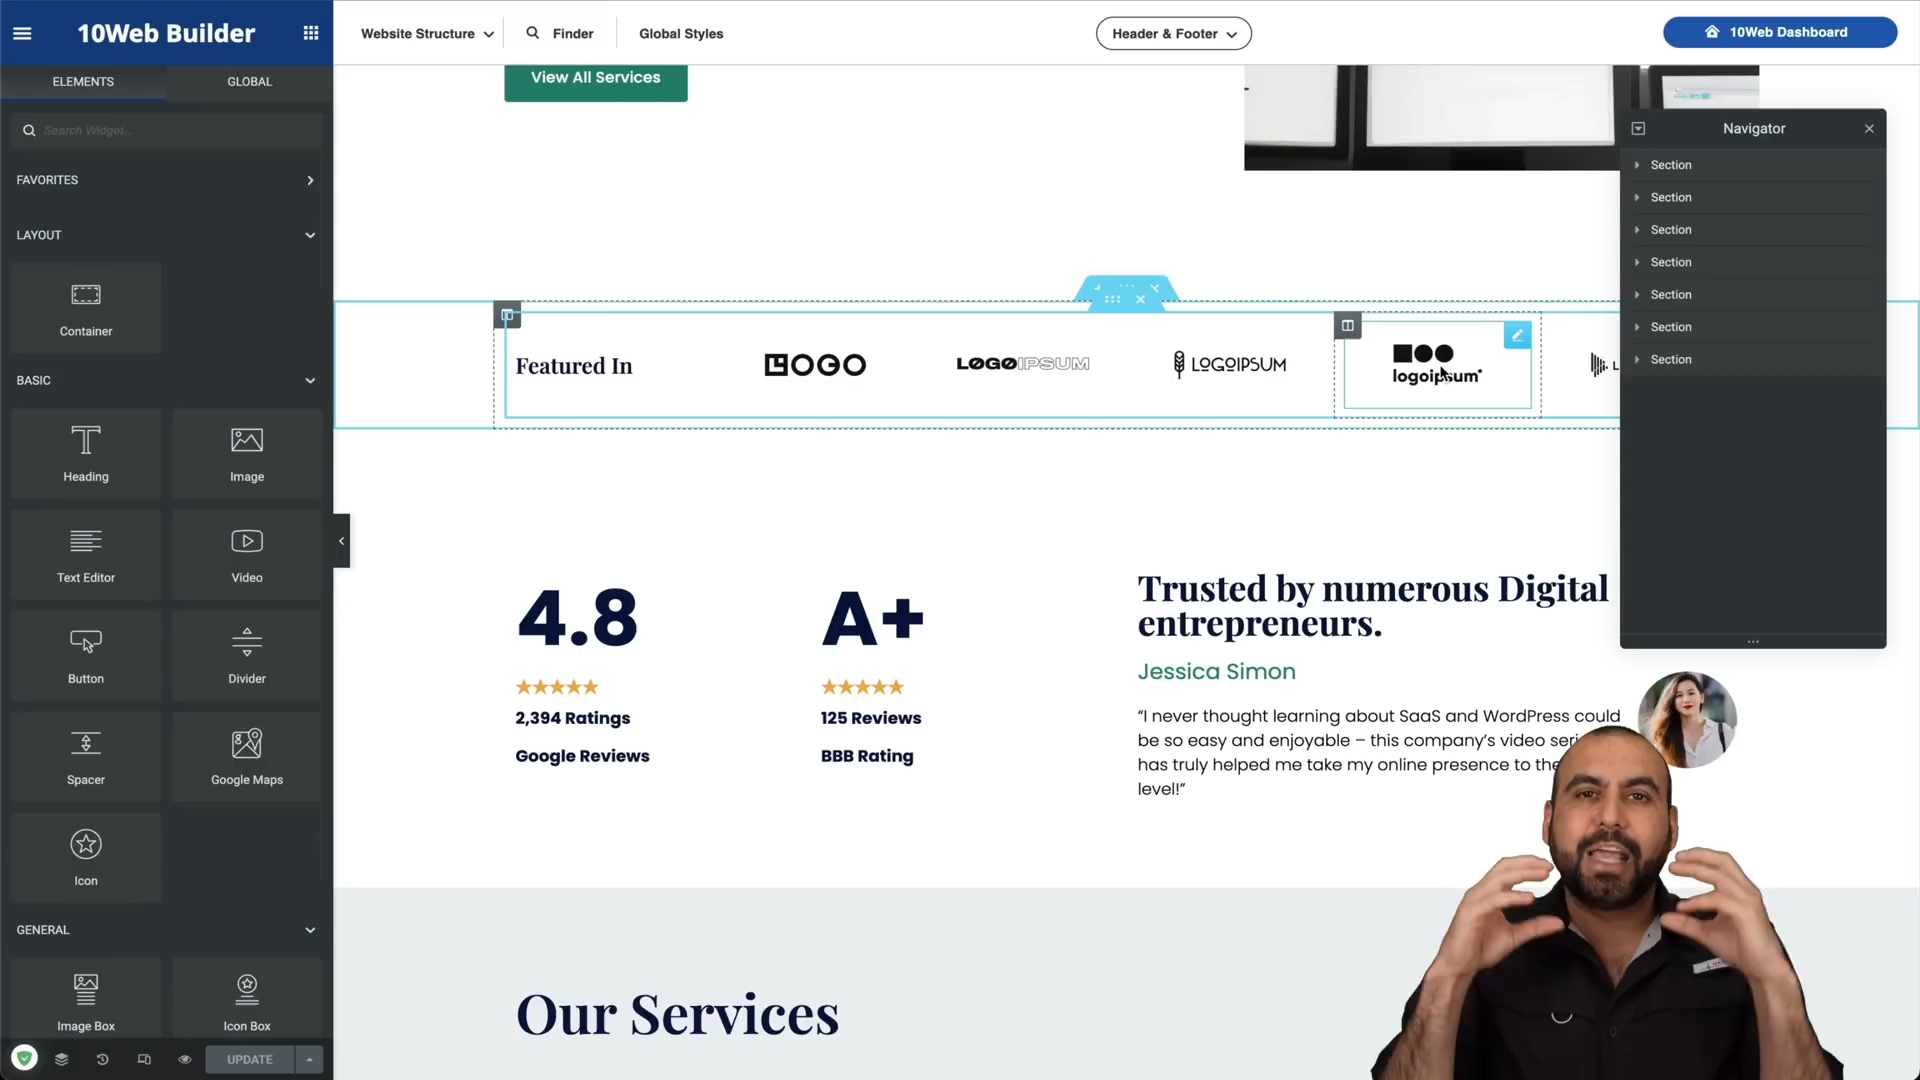 10Web Builder
Website Structure
Finder
Global Styles
Header & Footer
10Web Dashboard
ELEMENTS
GLOBAL
Search Widget...
FAVORITES
LAYOUT
Container
BASIC
Heading
Image
Text Editor
Video
Button
Divider
Spacer
Google Maps
Icon
GENERAL
Image Box
Icon Box
UPDATE
View All Services
Navigator
Section
Section
Section
Section
Section
Section
Section
Featured In
LOGO
LOGOIPSUM
LOGOIPSUM
logoipsum
L
4.8
2,394 Ratings
Google Reviews
A+
125 Reviews
BBB Rating
Trusted by numerous Digital
entrepreneurs.
Jessica Simon
“I never thought learning about SaaS and WordPress could
be so easy and enjoyable – this company’s video
has truly helped me take my online presence to the
level!”
Our Services